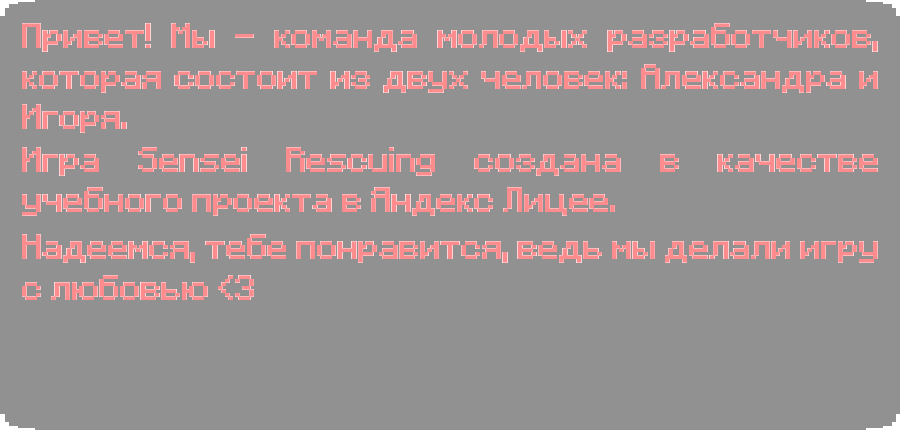 Привет! Мы - команда молодых разработчиков,
которая состоит из двух человек: Александра и
Игоря.
Игра Sensei Rescuing создана в качестве
учебного проекта в Яндекс Лицее.
Надеемся, тебе понравится, ведь мы делали игру
с любовью <3